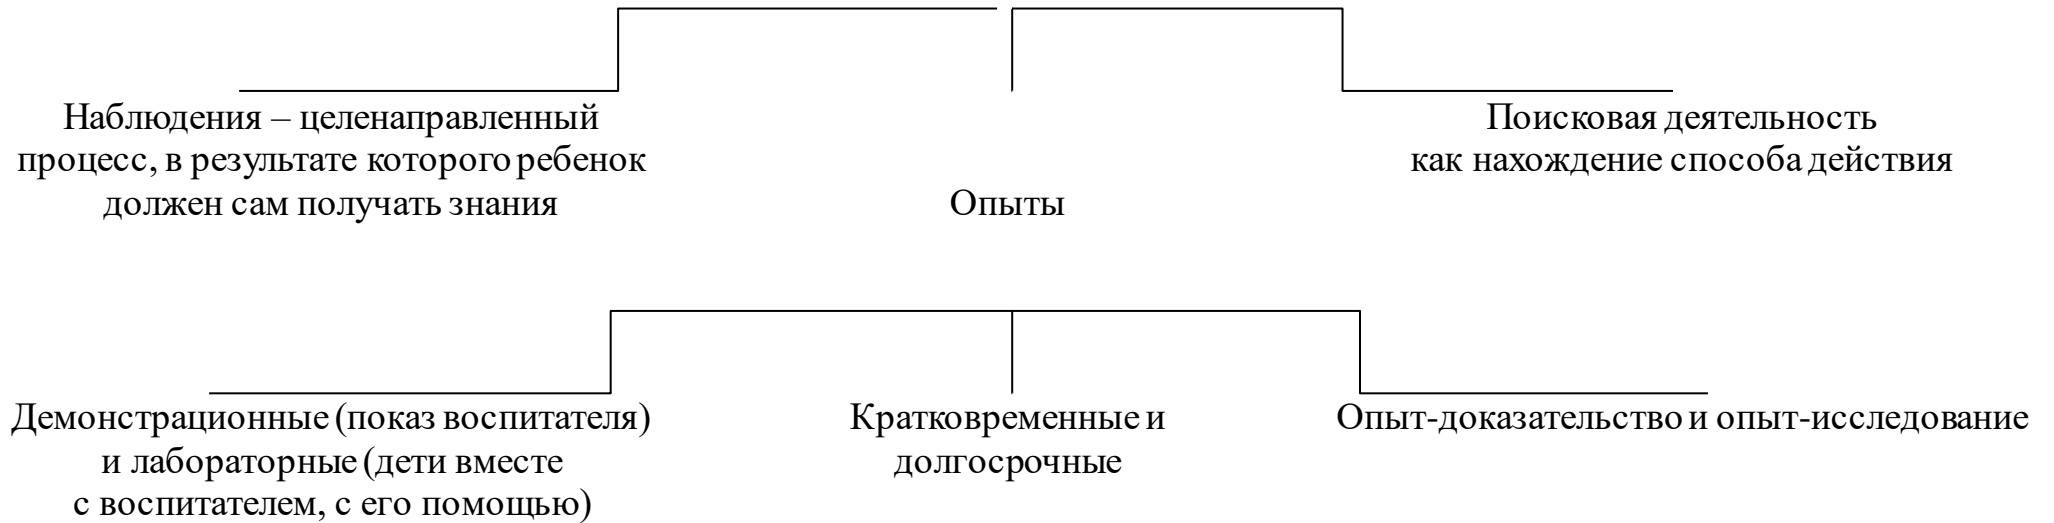 Наблюдения – целенаправленный
процесс, в результате которого ребенок
должен сам получать знания
Опыты
Поисковая деятельность
как нахождение способа действия
Демонстрационные (показ воспитателя)
и лабораторные (дети вместе
с воспитателем, с его помощью)
Кратковременные и
долгосрочные
Опыт-доказательство и опыт-исследование